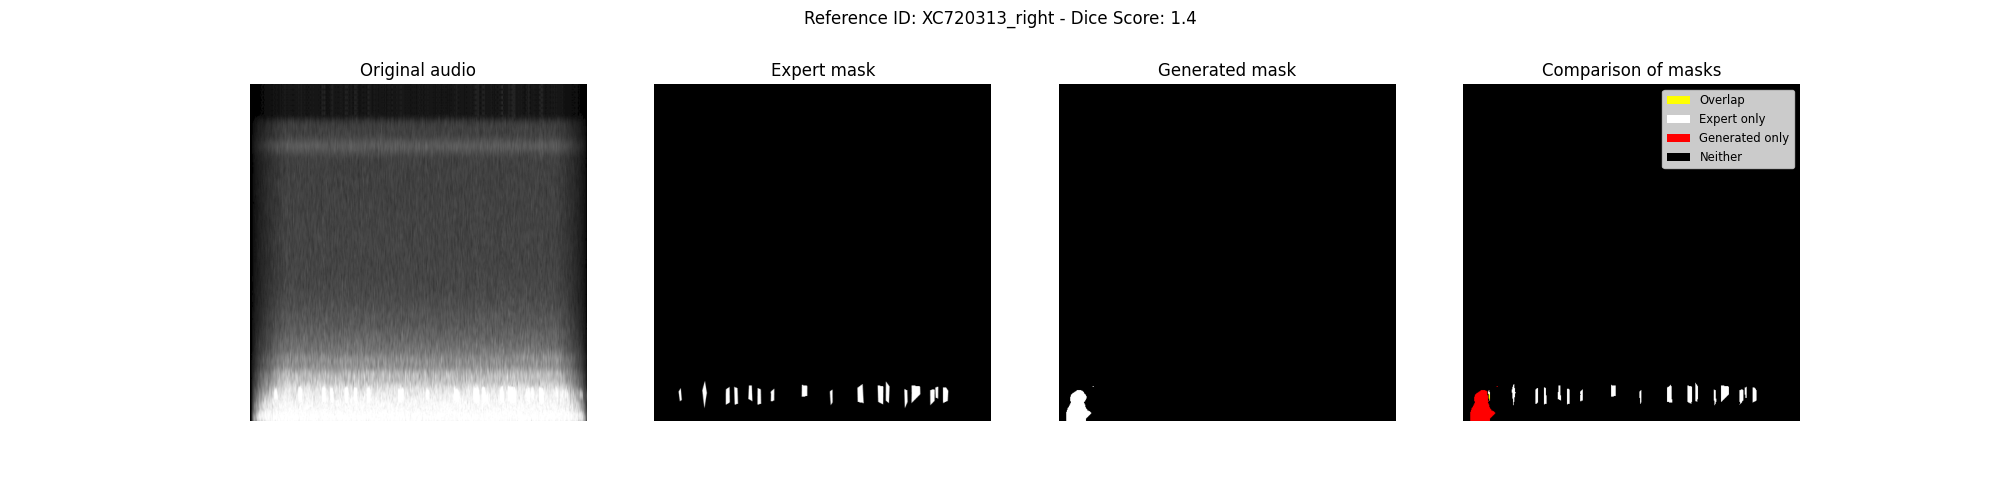 Reference ID: XC720313_right - Dice Score: 1.4
Original audio
Expert mask
Generated mask
Comparison of masks
Overlap
Expert only
Generated only
Neither